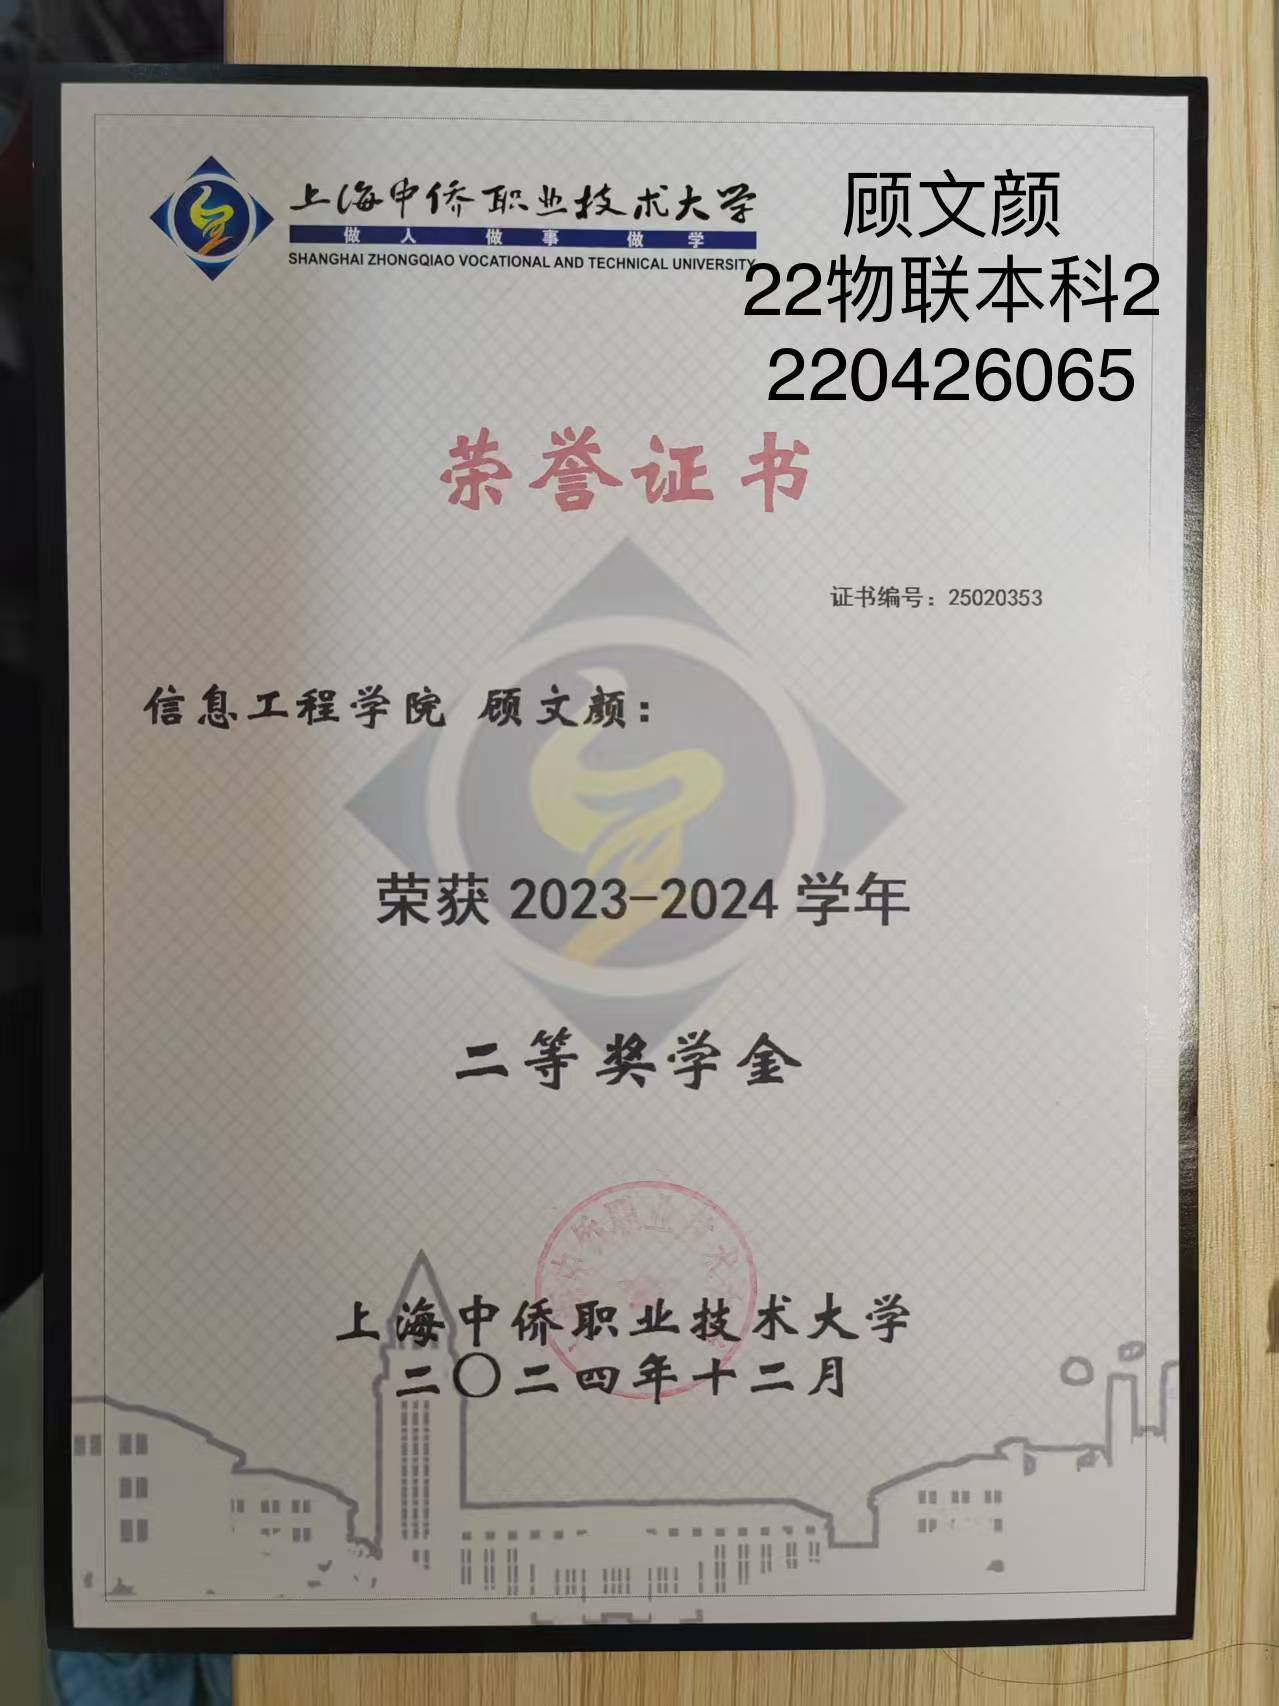 上海中侨职业技术大学
做人 做事 做学
SHANGHAI ZHONGQIAO VOCATIONAL AND TECHNICAL UNIVERSITY
顾文颜
22物联本科2
220426065
荣誉证书
证书编号：25020353
信息工程学院 顾文颜：
荣获 2023-2024 学年
二等奖学金
上海中侨职业技术大学
二〇二四年十二月